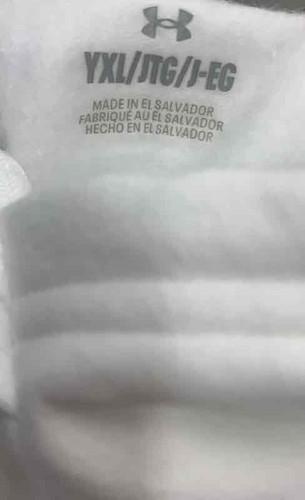 YXL/JTG/J-EG
MADE IN EL SALVADOR
FABRIQUÉ AU EL SALVADOR
HECHO EN EL SALVADOR